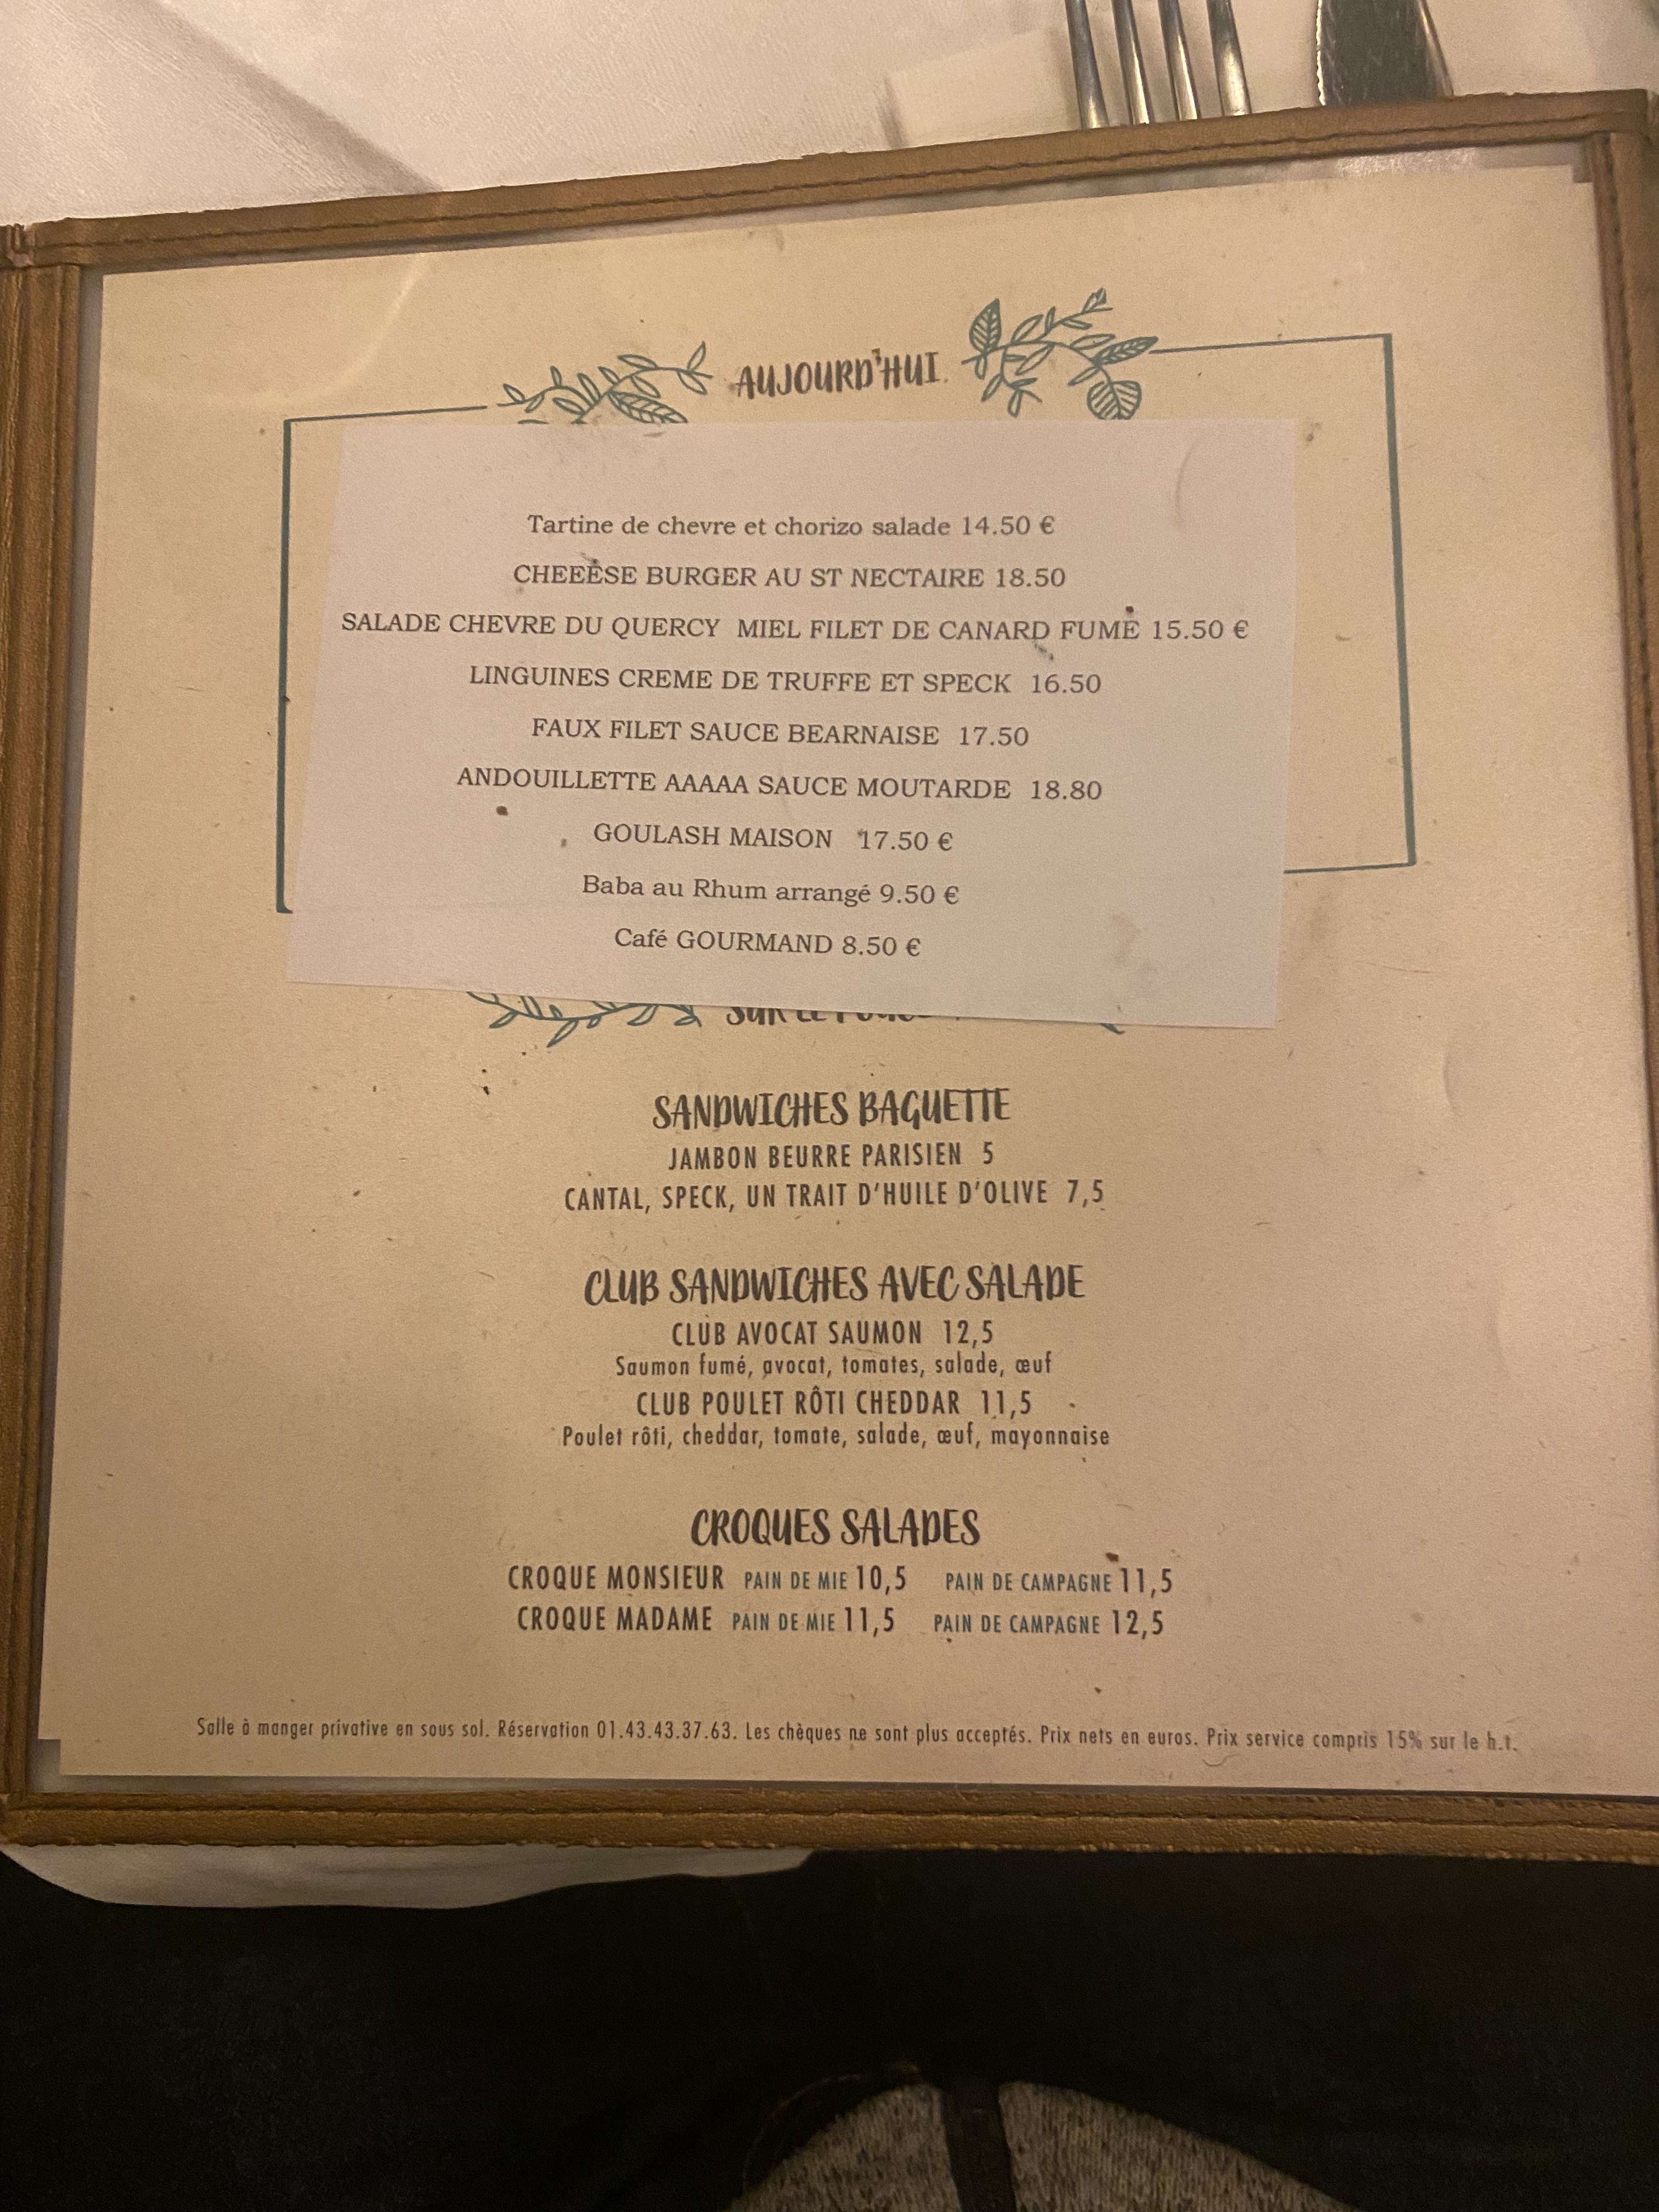 AUJOURD'HUI
Tartine de chevre et chorizo salade 14.50 €
CHEEESE BURGER AU ST NECTAIRE 18.50
SALADE CHEVRE DU QUERCY MIEL FILET DE CANARD FUME 15.50 €
LINGUINES CREME DE TRUFFE ET SPECK 16.50
FAUX FILET SAUCE BEARNAISE 17.50
ANDOUILLETTE AAAAA SAUCE MOUTARDE 18.80
GOULASH MAISON 17.50 €
Baba au Rhum arrangé 9.50 €
Café GOURMAND 8.50 €
SANDWICHES BAGUETTE
JAMBON BEURRE PARISIEN 5
CANTAL, SPECK, UN TRAIT D'HUILE D'OLIVE 7,5
CLUB SANDWICHES AVEC SALADE
CLUB AVOCAT SAUMON 12,5
Saumon fumé, avocat, tomates, salade, œuf
CLUB POULET RÔTI CHEDDAR 11,5
Poulet rôti, cheddar, tomate, salade, œuf, mayonnaise
CROQUES SALADES
CROQUE MONSIEUR PAIN DE MIE 10,5 PAIN DE CAMPAGNE 11,5
CROQUE MADAME PAIN DE MIE 11,5 PAIN DE CAMPAGNE 12,5
Salle à manger privative en sous sol. Réservation 01.43.43.37.63. Les chèques ne sont plus acceptés. Prix nets en euros. Prix service compris 15% sur le h.t.